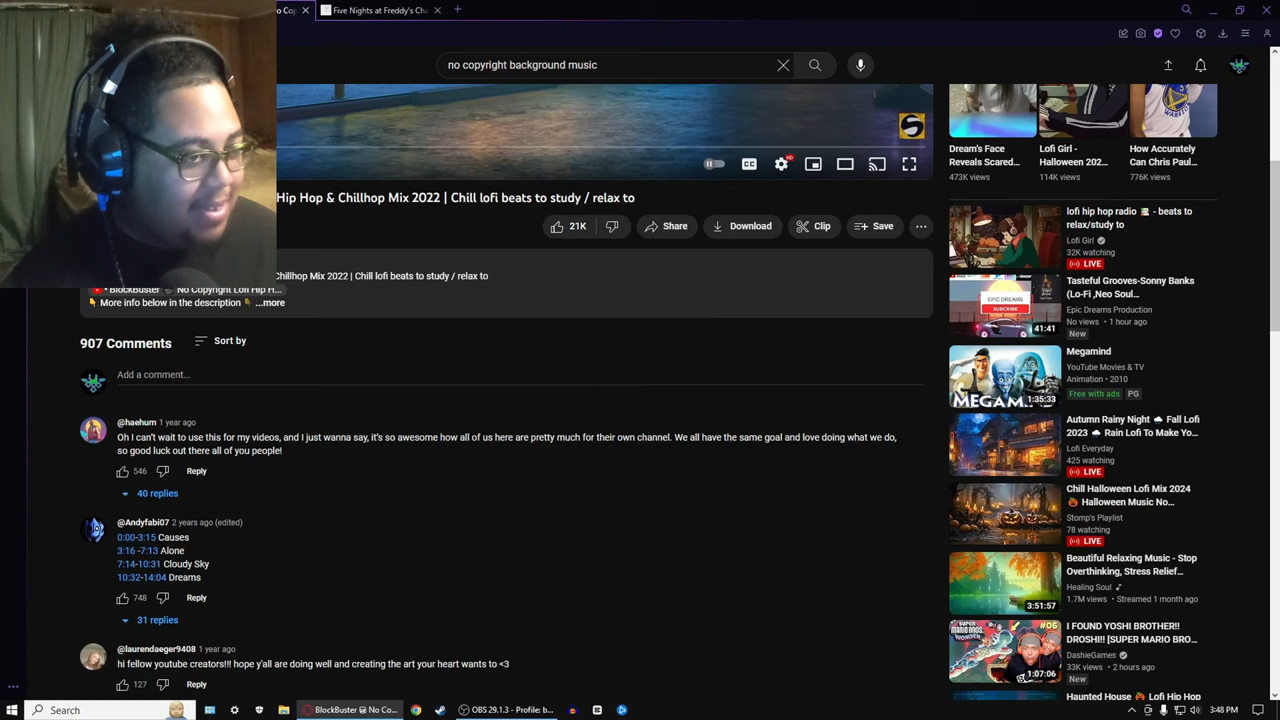 o Cop
Five Nights at Freddy's Cha
no copyright background music
Dream's Face
Reveals Scared...
473K views
Lofi Girl -
Halloween 202...
114K views
How Accurately
Can Chris Paul...
776K views
Hip Hop & Chillhop Mix 2022 | Chill lofi beats to study / relax to
21K
Share
Download
Clip
Save
Chillhop Mix 2022 | Chill lofi beats to study / relax to
BlockBuster No Copyright Lofi Hip H...
More info below in the description ...more
907 Comments
Sort by
Add a comment...
@haehum 1 year ago
Oh I can't wait to use this for my videos, and I just wanna say, it's so awesome how all of us here are pretty much for their own channel. We all have the same goal and love doing what we do,
so good luck out there all of you people!
546
Reply
40 replies
@Andyfabi07 2 years ago (edited)
0:00-3:15 Causes
3:16 -7:13 Alone
7:14-10:31 Cloudy Sky
10:32-14:04 Dreams
748
Reply
31 replies
@laurendaeger9408 1 year ago
hi fellow youtube creators!!! hope y'all are doing well and creating the art your heart wants to <3
127
Reply
lofi hip hop radio - beats to
relax/study to
Lofi Girl
32K watching
LIVE
EPIC DREAMS
SUBSCRIBE
41:41
Tasteful Grooves-Sonny Banks
(Lo-Fi ,Neo Soul...
Epic Dreams Production
No views • 1 hour ago
New
MEGAMIND
1:35:33
Megamind
YouTube Movies & TV
Animation • 2010
Free with ads PG
Autumn Rainy Night Fall Lofi
2023 Rain Lofi To Make Yo...
Lofi Everyday
425 watching
LIVE
Chill Halloween Lofi Mix 2024
Halloween Music No...
Stomp's Playlist
78 watching
LIVE
3:51:57
Beautiful Relaxing Music - Stop
Overthinking, Stress Relief...
Healing Soul
1.7M views • Streamed 1 month ago
SUPER
MARIO BROS.
WONDER
#06
1:07:06
I FOUND YOSHI BROTHER!!
DROSHI!! [SUPER MARIO BRO...
DashieGames
33K views • 2 hours ago
New
Haunted House Lofi Hip Hop
Search
BlockBuster No Co...
OBS 29.1.3 - Profile: b...
3:48 PM